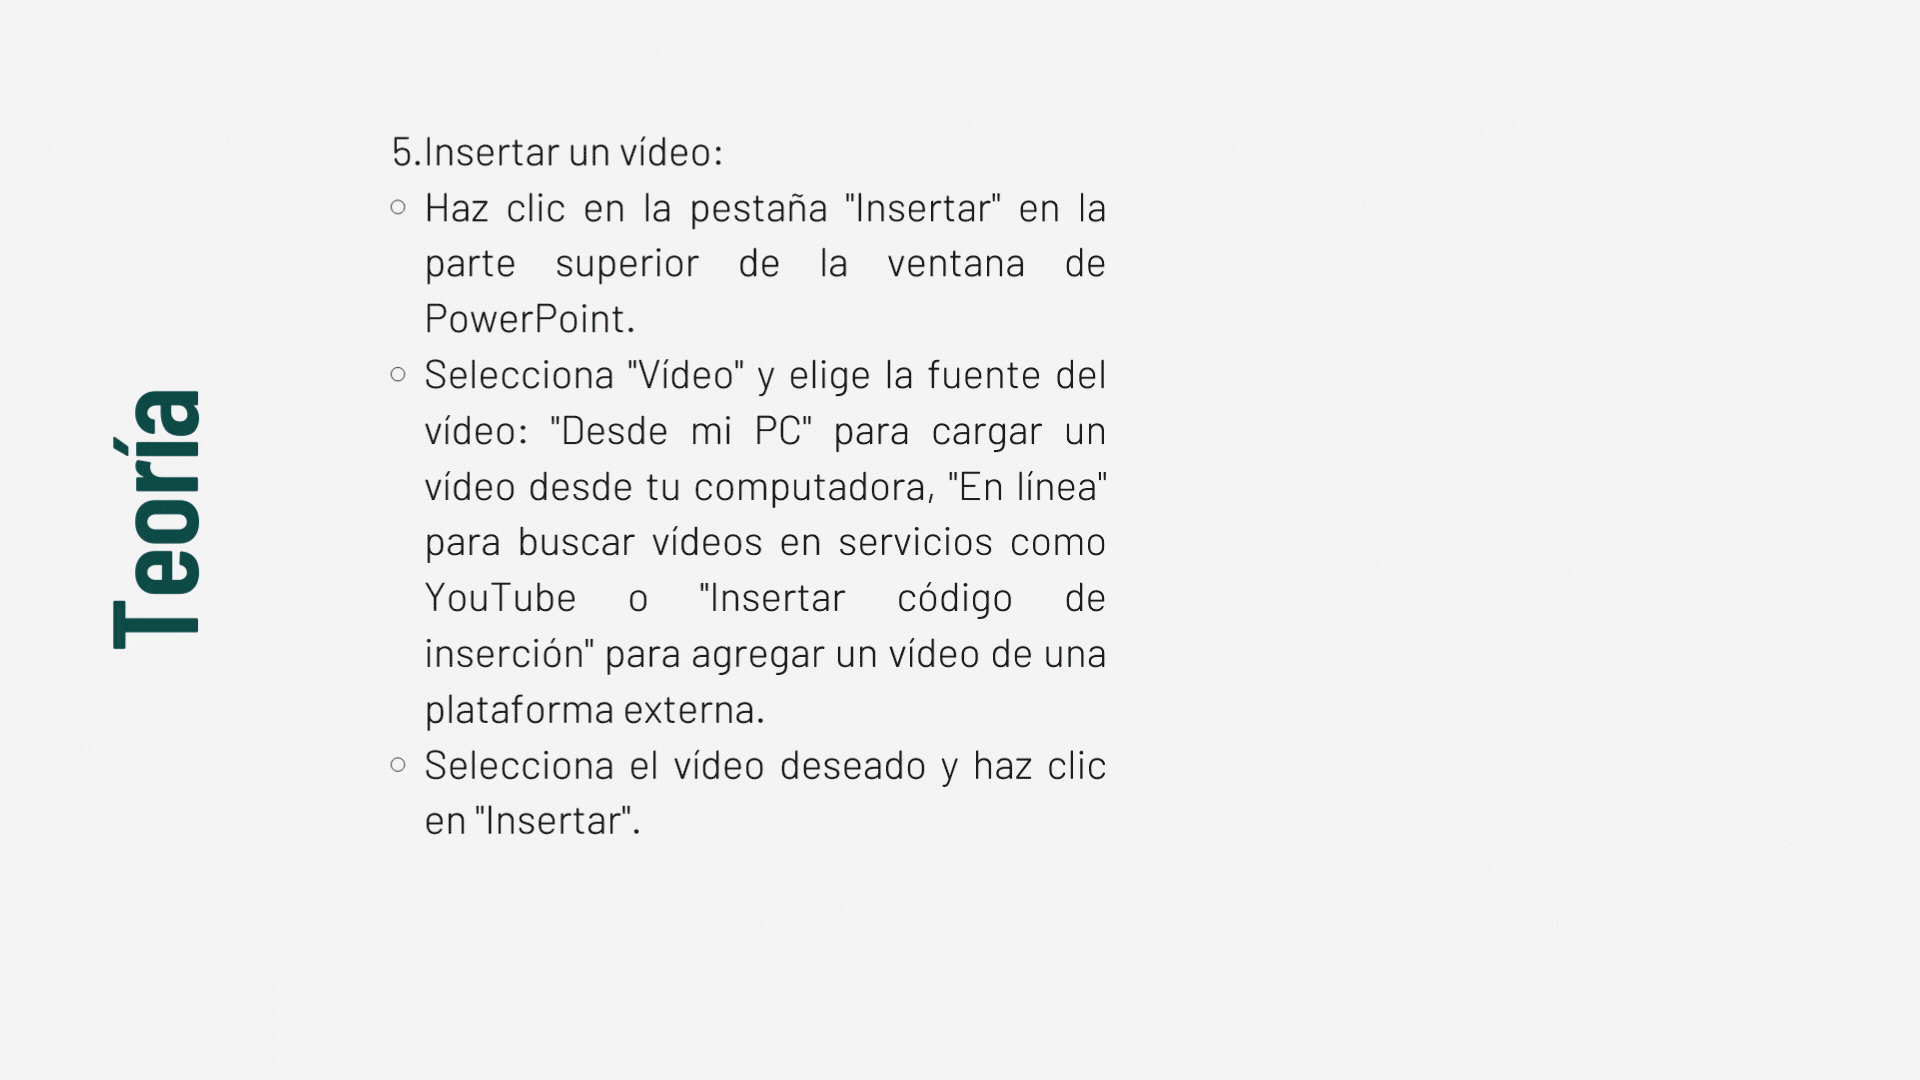 Teoría
5.Insertar un vídeo:
Haz clic en la pestaña "Insertar" en la
parte superior de la ventana de
PowerPoint.
Selecciona "Vídeo" y elige la fuente del
vídeo: "Desde mi PC" para cargar un
vídeo desde tu computadora, "En línea"
para buscar vídeos en servicios como
YouTube o "Insertar código de
inserción" para agregar un vídeo de una
plataforma externa.
Selecciona el vídeo deseado y haz clic
en "Insertar".